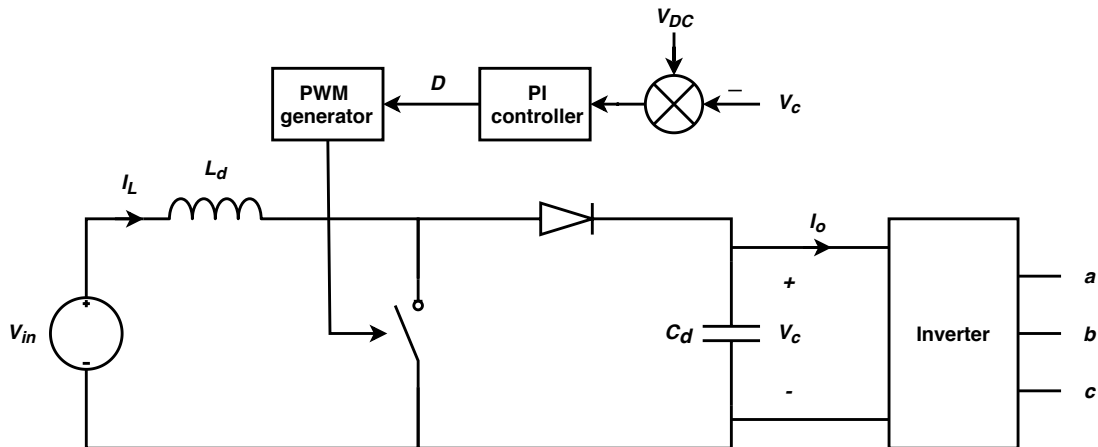 V_DC
PWM
generator
D
PI
controller
–
V_c
I_L
L_d
I_o
+
-
V_in
+
C_d
V_c
-
Inverter
a
b
c